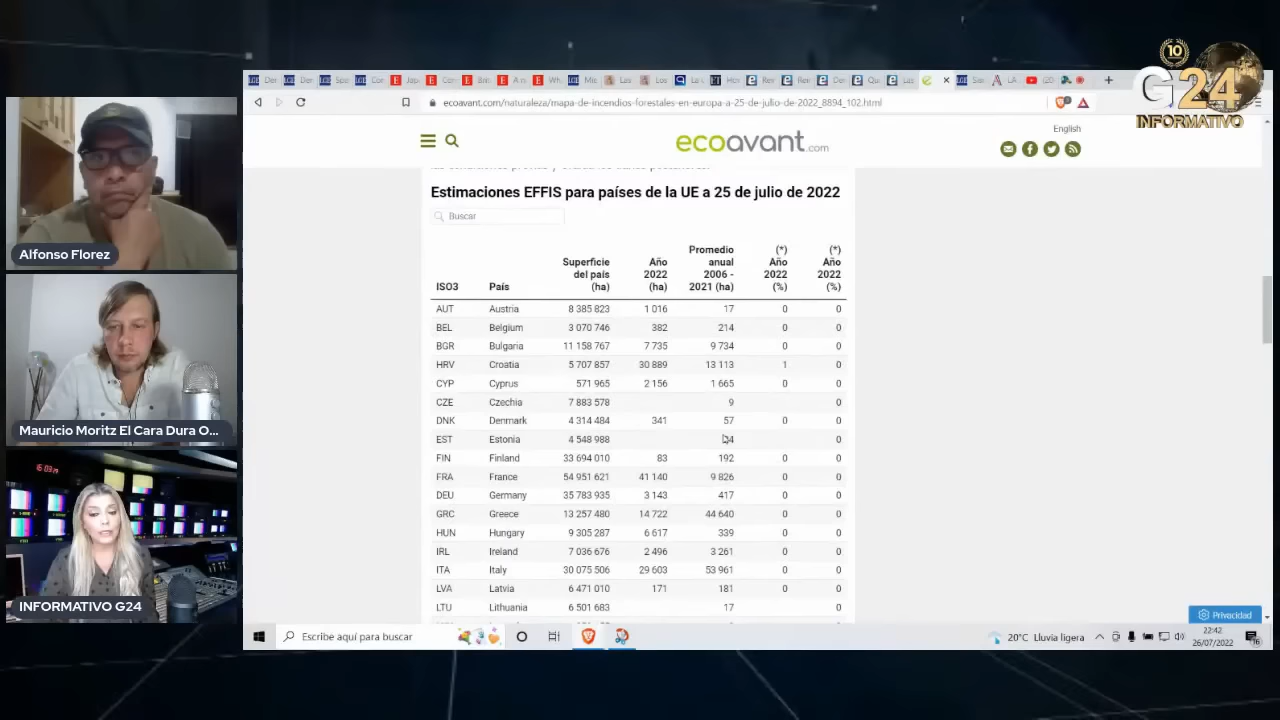 10
G24
INFORMATIVO
ecoavant.com/naturaleza/mapa-de-incendios-forestales-en-europa-a-25-de-julio-de-2022_8894_102.html
English
ecoavant.com
Estimaciones EFFIS para países de la UE a 25 de julio de 2022
Buscar
ISO3 País Superficie del país (ha) Año 2022 (ha) Promedio anual 2006 - 2021 (ha) (*) Año 2022 (%) (*) Año 2022 (%)
AUT Austria 8 385 823 1 016 17 0 0
BEL Belgium 3 070 746 382 214 0 0
BGR Bulgaria 11 158 767 7 735 9 734 0 0
HRV Croatia 5 707 857 30 889 13 113 1 0
CYP Cyprus 571 965 2 156 1 665 0 0
CZE Czechia 7 883 578 9 0
DNK Denmark 4 314 484 341 57 0 0
EST Estonia 4 548 988 0
FIN Finland 33 694 010 83 192 0 0
FRA France 54 951 621 41 140 9 826 0 0
DEU Germany 35 783 935 3 143 417 0 0
GRC Greece 13 257 480 14 722 44 640 0 0
HUN Hungary 9 305 287 6 617 339 0 0
IRL Ireland 7 036 676 2 496 3 261 0 0
ITA Italy 30 075 506 29 603 53 961 0 0
LVA Latvia 6 471 010 171 181 0 0
LTU Lithuania 6 501 683 17 0
Privacidad
Alfonso Florez
Mauricio Moritz El Cara Dura O...
16:03:19
INFORMATIVO G24
Escribe aquí para buscar
20°C Lluvia ligera
22:42
26/07/2022
16